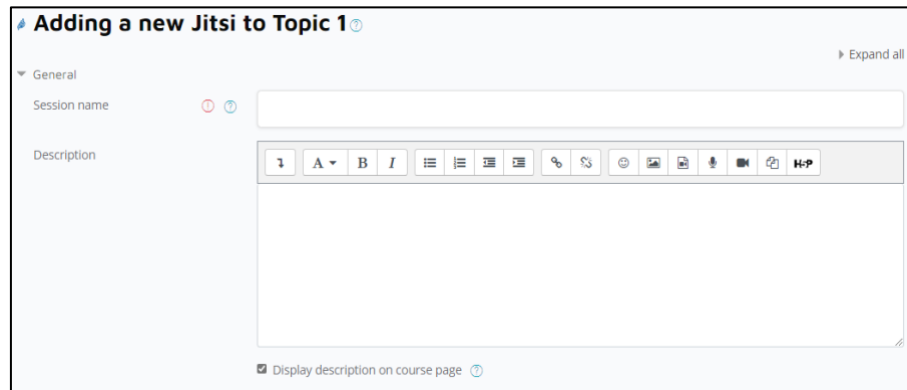 Adding a new Jitsi to Topic 1
Expand all
General
Session name
Description
A B I H-P
Display description on course page